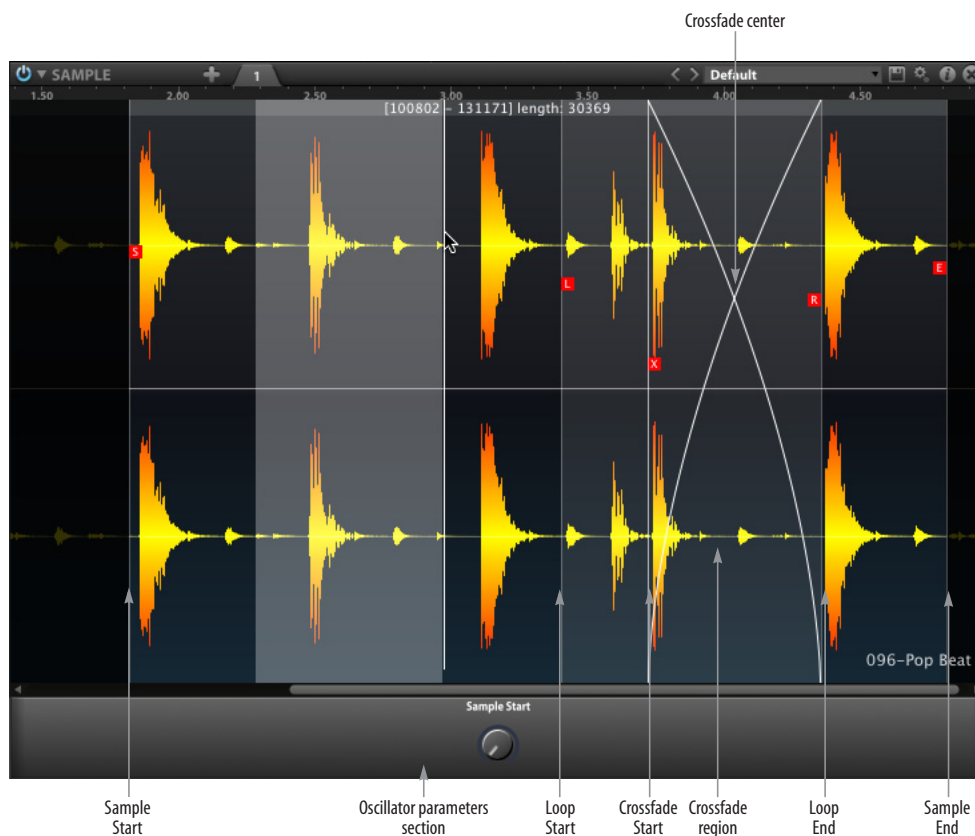 Crossfade center
SAMPLE
1
Default
1.50 2.00 2.50 3.00 3.50 4.00 4.50
[100802 – 131171] length: 30369
S
E
L
R
X
096–Pop Beat
Sample Start
Sample
Start
Oscillator parameters
section
Loop
Start
Crossfade
Start
Crossfade
region
Loop
End
Sample
End